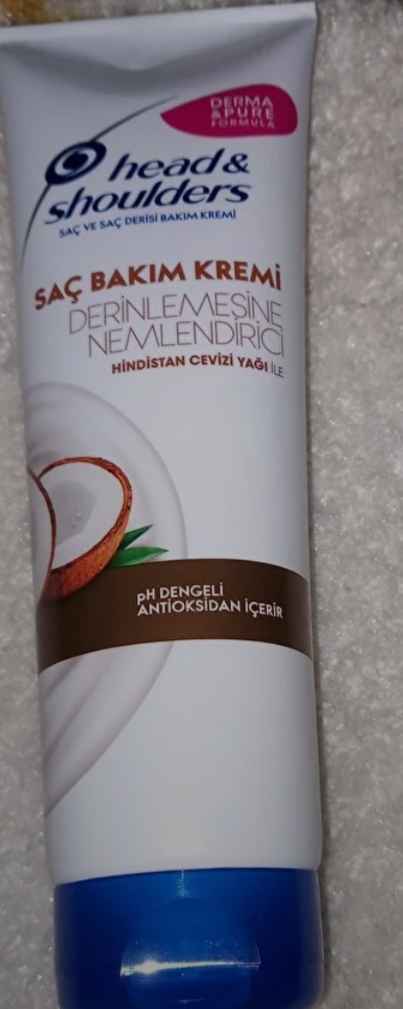 DERMA
&PURE
FORMULA
head&
shoulders
SAÇ VE SAÇ DERİSİ BAKIM KREMİ
SAÇ BAKIM KREMİ
DERİNLEMESİNE
NEMLENDİRİCİ
HİNDİSTAN CEVİZİ YAĞI İLE
pH DENGELİ
ANTİOKSİDAN İÇERİR